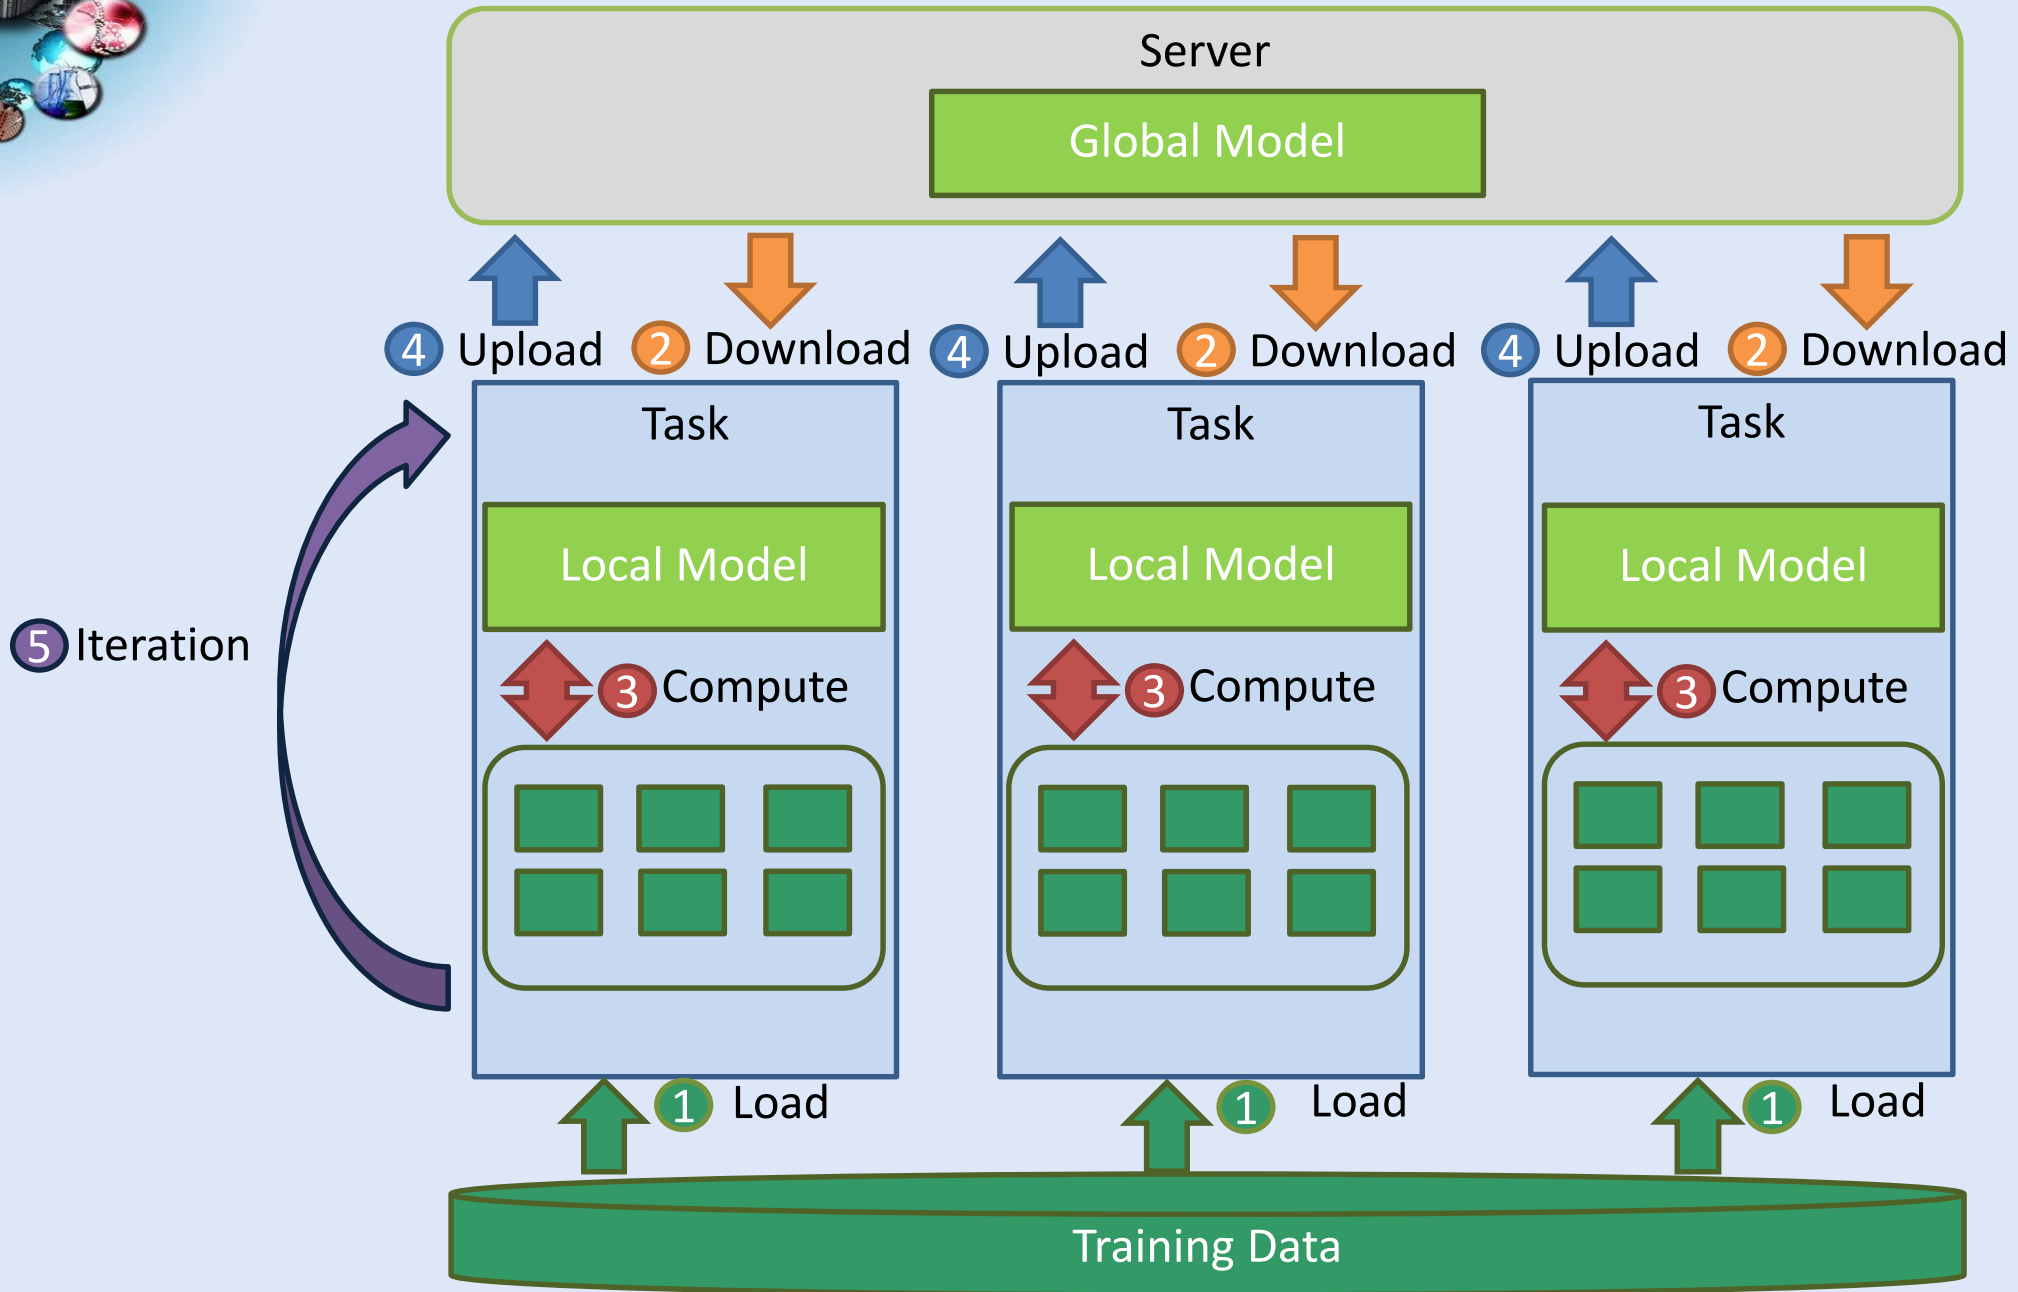 Server
Global Model
4 Upload 2 Download 4 Upload 2 Download 4 Upload 2 Download
Task Task Task
Local Model Local Model Local Model
5 Iteration
3 Compute 3 Compute 3 Compute
1 Load 1 Load 1 Load
Training Data